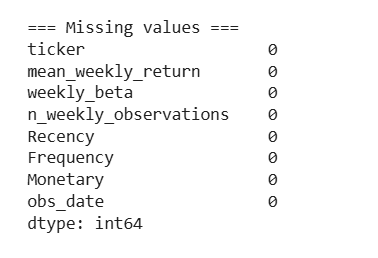 === Missing values ===
ticker                   0
mean_weekly_return       0
weekly_beta              0
n_weekly_observations    0
Recency                  0
Frequency                0
Monetary                 0
obs_date                 0
dtype: int64